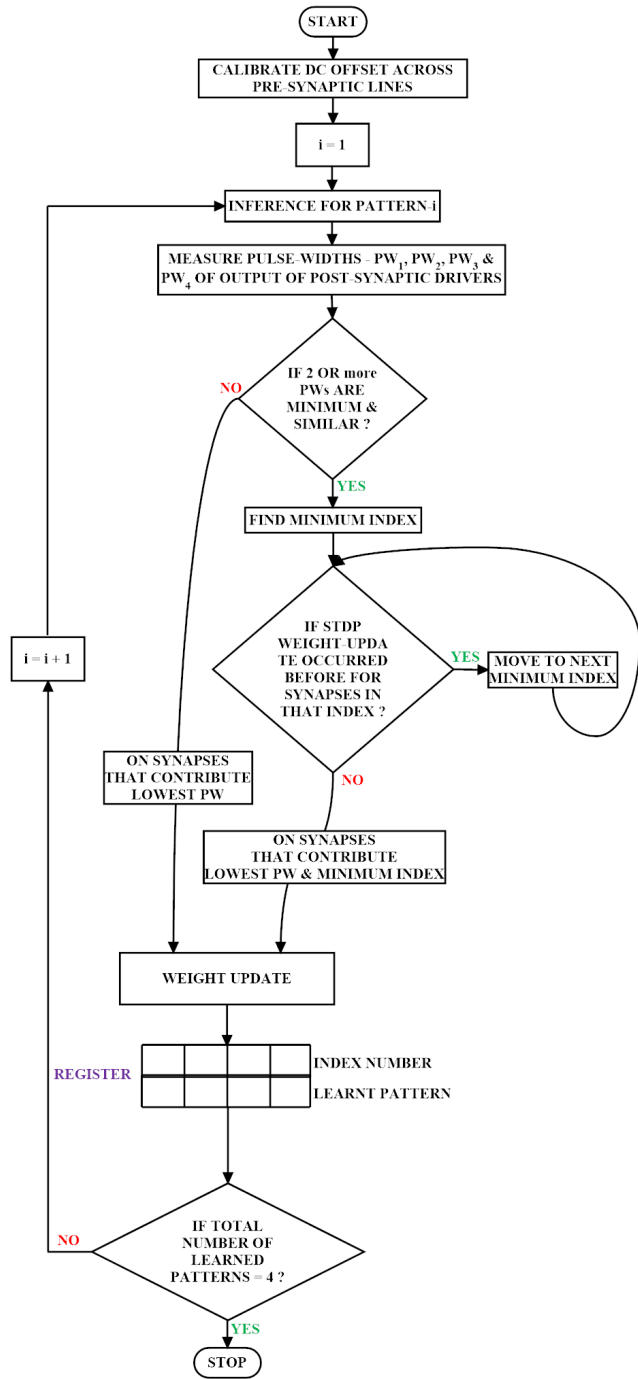 START
CALIBRATE DC OFFSET ACROSS
PRE-SYNAPTIC LINES
i = 1
INFERENCE FOR PATTERN-i
MEASURE PULSE-WIDTHS - PW1, PW2, PW3 &
PW4 OF OUTPUT OF POST-SYNAPTIC DRIVERS
IF 2 OR more
PWs ARE
MINIMUM &
SIMILAR ?
NO
YES
FIND MINIMUM INDEX
IF STDP
WEIGHT-UPDA
TE OCCURRED
BEFORE FOR
SYNAPSES IN
THAT INDEX ?
YES
MOVE TO NEXT
MINIMUM INDEX
NO
i = i + 1
ON SYNAPSES
THAT CONTRIBUTE
LOWEST PW
ON SYNAPSES
THAT CONTRIBUTE
LOWEST PW & MINIMUM INDEX
WEIGHT UPDATE
REGISTER
INDEX NUMBER
LEARNT PATTERN
IF TOTAL
NUMBER OF
LEARNED
PATTERNS = 4 ?
NO
YES
STOP